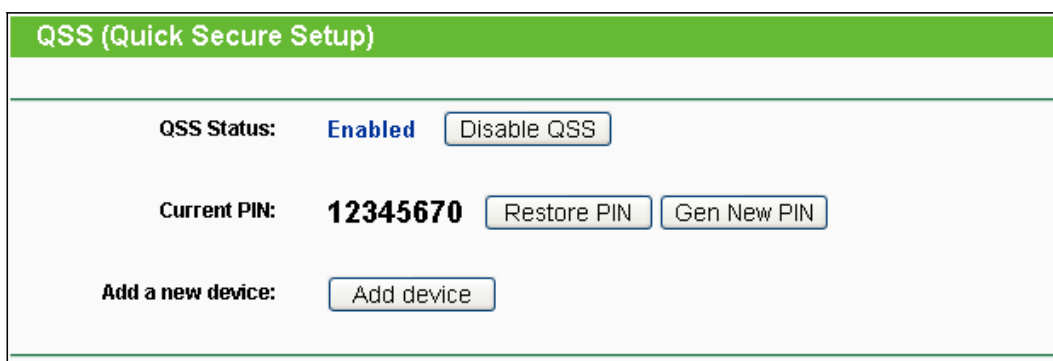 QSS (Quick Secure Setup)
QSS Status: Enabled Disable QSS
Current PIN: 12345670 Restore PIN Gen New PIN
Add a new device: Add device